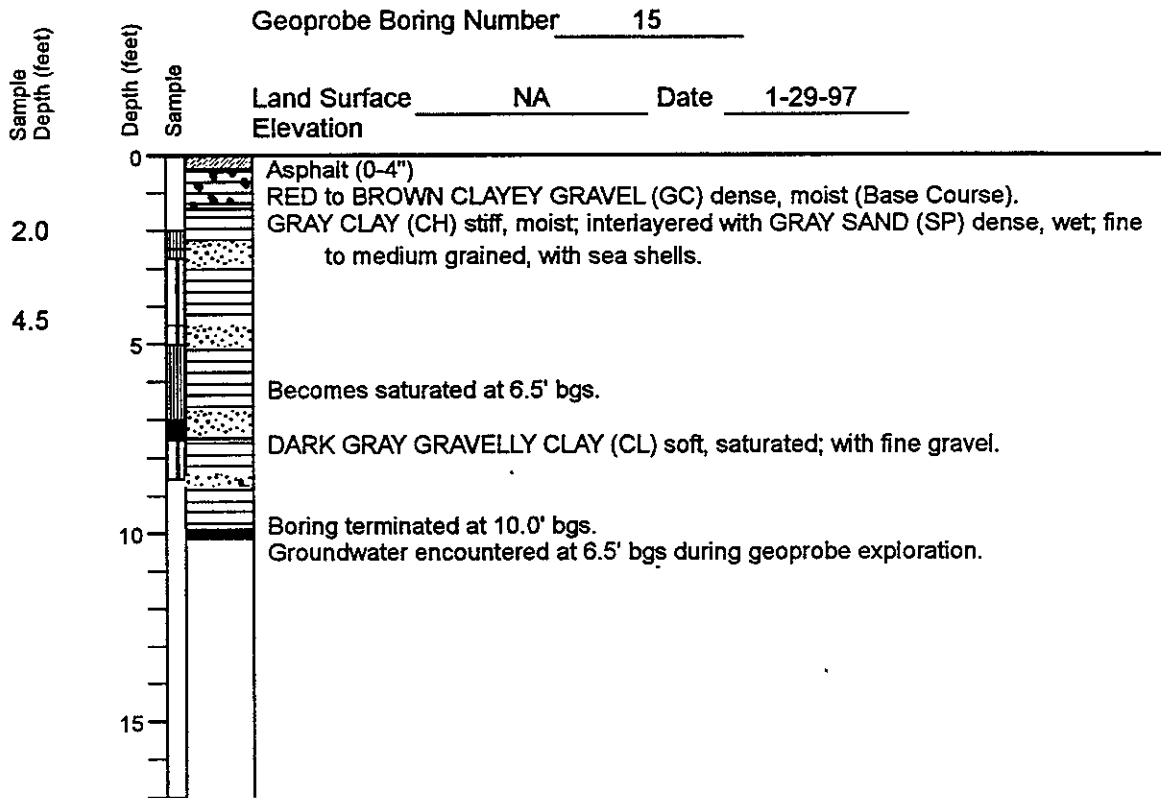 Geoprobe Boring Number 15
Sample Depth (feet)
Depth (feet)
Sample
Land Surface NA Date 1-29-97
Elevation
0
Asphalt (0-4")
RED to BROWN CLAYEY GRAVEL (GC) dense, moist (Base Course).
2.0
GRAY CLAY (CH) stiff, moist; interlayered with GRAY SAND (SP) dense, wet; fine
to medium grained, with sea shells.
4.5
5
Becomes saturated at 6.5' bgs.
DARK GRAY GRAVELLY CLAY (CL) soft, saturated; with fine gravel.
10
Boring terminated at 10.0' bgs.
Groundwater encountered at 6.5' bgs during geoprobe exploration.
15